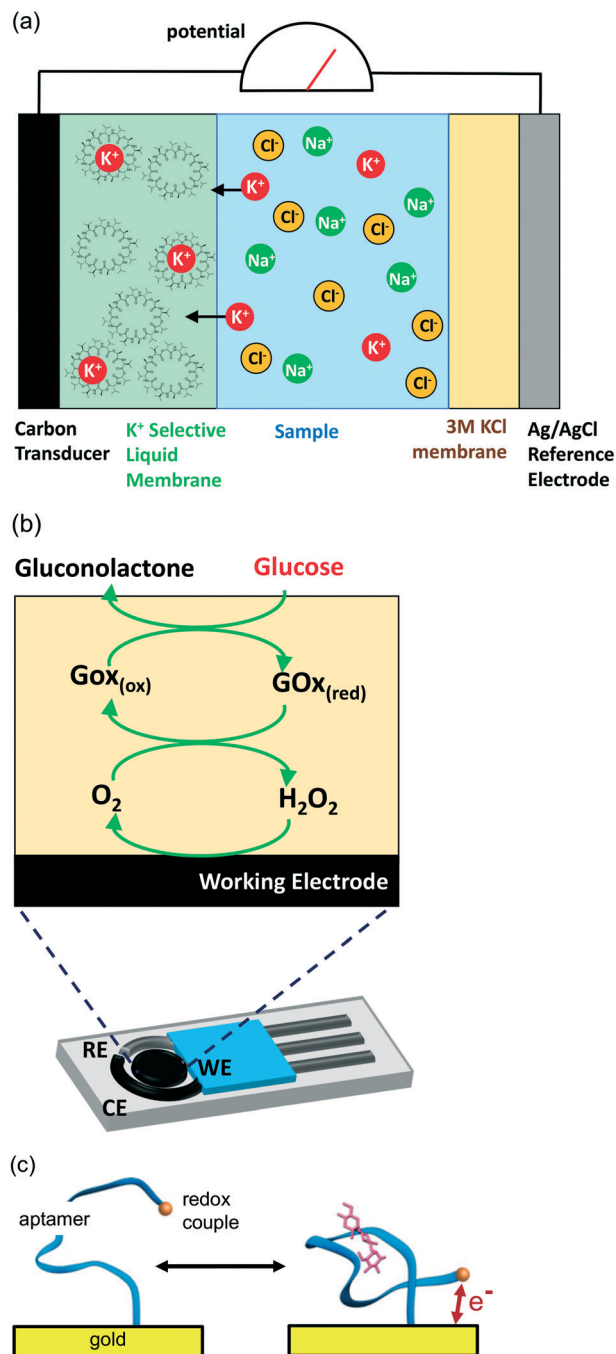 (a)
potential
K⁺
K⁺
K⁺
Cl⁻
Na⁺
K⁺
K⁺
Na⁺
Cl⁻
Na⁺
Cl⁻
Na⁺
Na⁺
Cl⁻
K⁺
Cl⁻
Cl⁻
K⁺
Na⁺
Cl⁻
Carbon
Transducer
K⁺ Selective
Liquid
Membrane
Sample
3M KCl
membrane
Ag/AgCl
Reference
Electrode
(b)
Gluconolactone Glucose
Gox(ox) GOx(red)
O₂ H₂O₂
Working Electrode
RE
WE
CE
(c)
aptamer
redox
couple
gold
e⁻